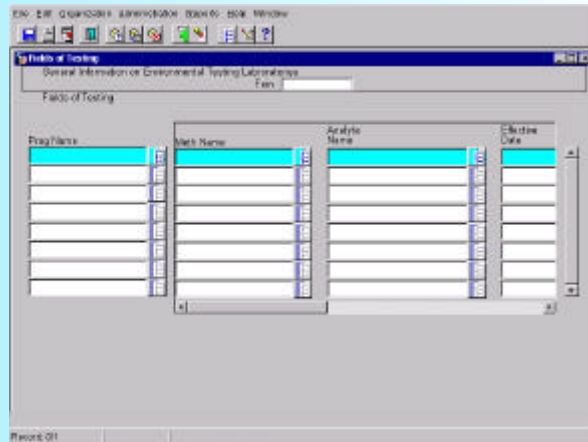 File Edit Organization Administration Reports Help Window
Fields of Testing
General Information on Environmental Testing Laboratories
Fein
Fields of Testing
Prog Name
Meth Name
Analyte
Name
Effective
Date
Record: 0/1